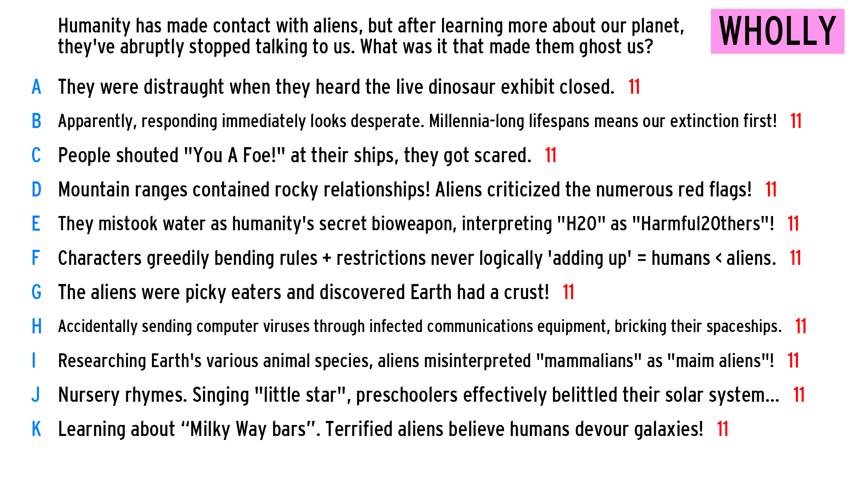 Humanity has made contact with aliens, but after learning more about our planet,
they've abruptly stopped talking to us. What was it that made them ghost us?
WHOLLY
A They were distraught when they heard the live dinosaur exhibit closed. 11
B Apparently, responding immediately looks desperate. Millennia-long lifespans means our extinction first! 11
C People shouted "You A Foe!" at their ships, they got scared. 11
D Mountain ranges contained rocky relationships! Aliens criticized the numerous red flags! 11
E They mistook water as humanity's secret bioweapon, interpreting "H2O" as "Harmful2Others"! 11
F Characters greedily bending rules + restrictions never logically 'adding up' = humans < aliens. 11
G The aliens were picky eaters and discovered Earth had a crust! 11
H Accidentally sending computer viruses through infected communications equipment, bricking their spaceships. 11
I Researching Earth's various animal species, aliens misinterpreted "mammalians" as "maim aliens"! 11
J Nursery rhymes. Singing "little star", preschoolers effectively belittled their solar system... 11
K Learning about “Milky Way bars”. Terrified aliens believe humans devour galaxies! 11